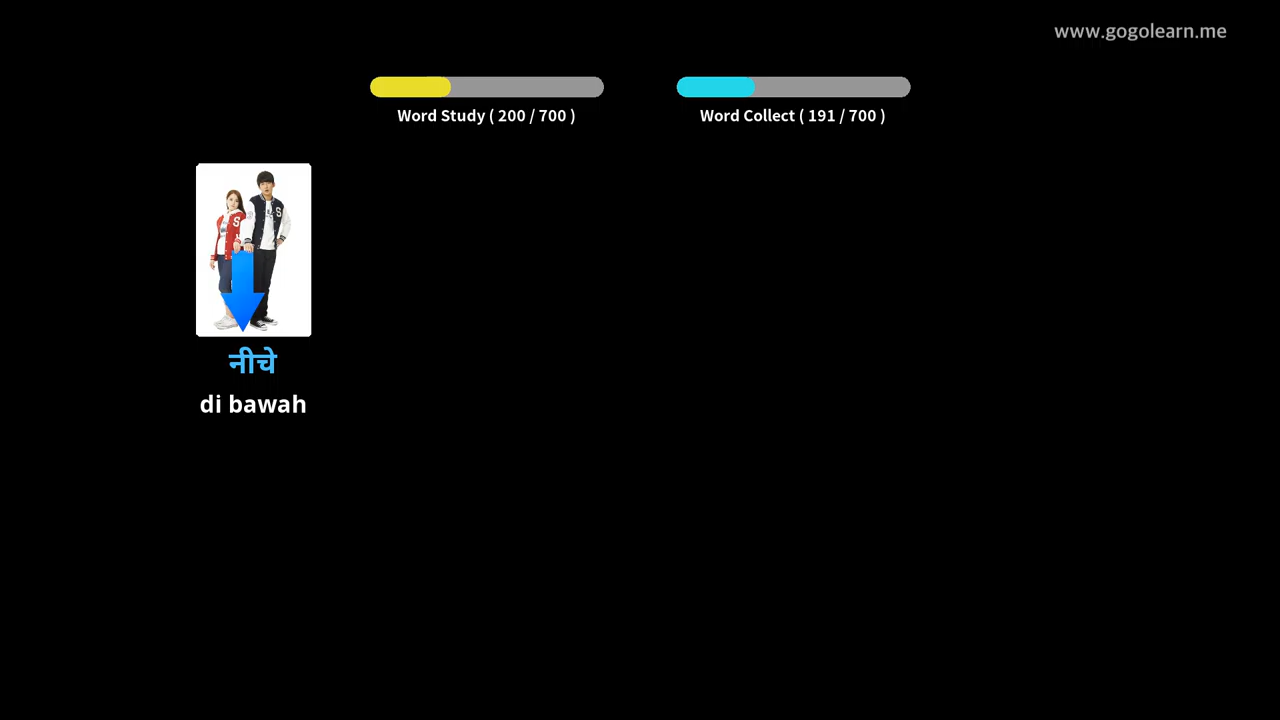 www.gogolearn.me
Word Study ( 200 / 700 )
Word Collect ( 191 / 700 )
S
S
नीचे
di bawah